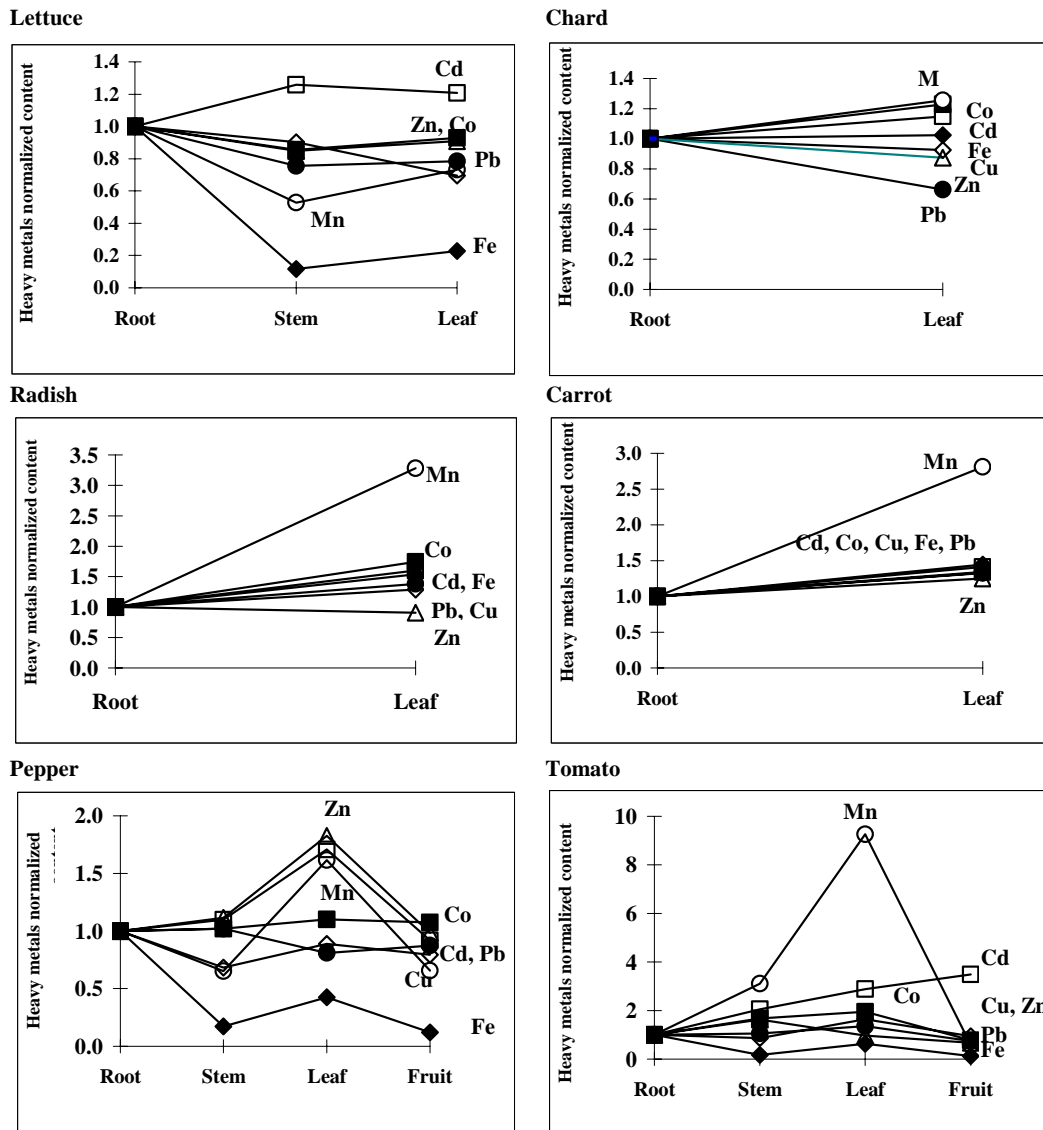 Lettuce
Heavy metals normalized content
1.4
1.2
1.0
0.8
0.6
0.4
0.2
0.0
Cd
Zn, Co
Pb
Mn
Fe
Root Stem Leaf
Chard
Heavy metals normalized content
1.4
1.2
1.0
0.8
0.6
0.4
0.2
0.0
M
Co
Cd
Fe
Cu
Zn
Pb
Root Leaf
Radish
Heavy metals normalized content
3.5
3.0
2.5
2.0
1.5
1.0
0.5
0.0
Mn
Co
Cd, Fe
Pb, Cu
Zn
Root Leaf
Carrot
Heavy metals normalized content
3.0
2.5
2.0
1.5
1.0
0.5
0.0
Mn
Cd, Co, Cu, Fe, Pb
Zn
Root Leaf
Pepper
Heavy metals normalized
2.0
1.5
1.0
0.5
0.0
Zn
Mn
Co
Cd, Pb
Cu
Fe
Root Stem Leaf Fruit
Tomato
Heavy metals normalized content
10
8
6
4
2
0
Mn
Cd
Co
Cu, Zn
Pb
Fe
Root Stem Leaf Fruit